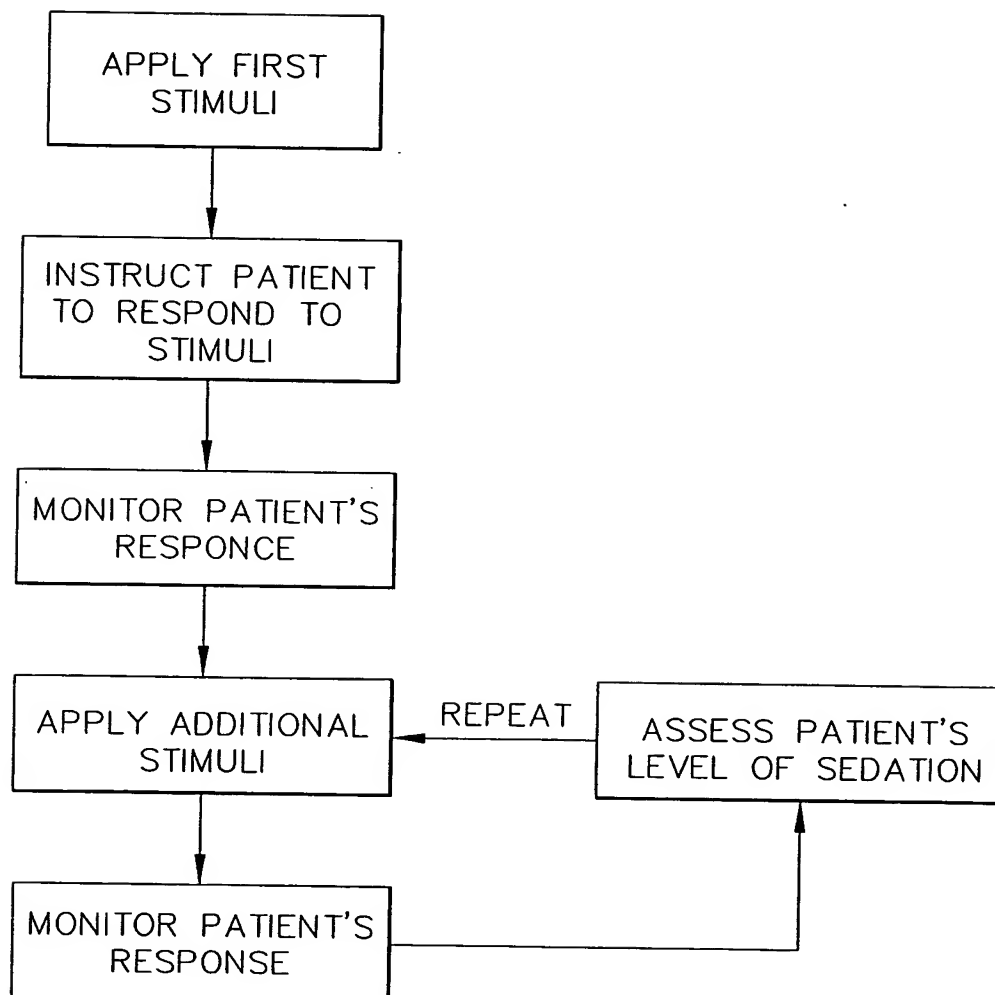 APPLY FIRST
STIMULI
INSTRUCT PATIENT
TO RESPOND TO
STIMULI
MONITOR PATIENT'S
RESPONCE
APPLY ADDITIONAL
STIMULI
REPEAT
ASSESS PATIENT'S
LEVEL OF SEDATION
MONITOR PATIENT'S
RESPONSE